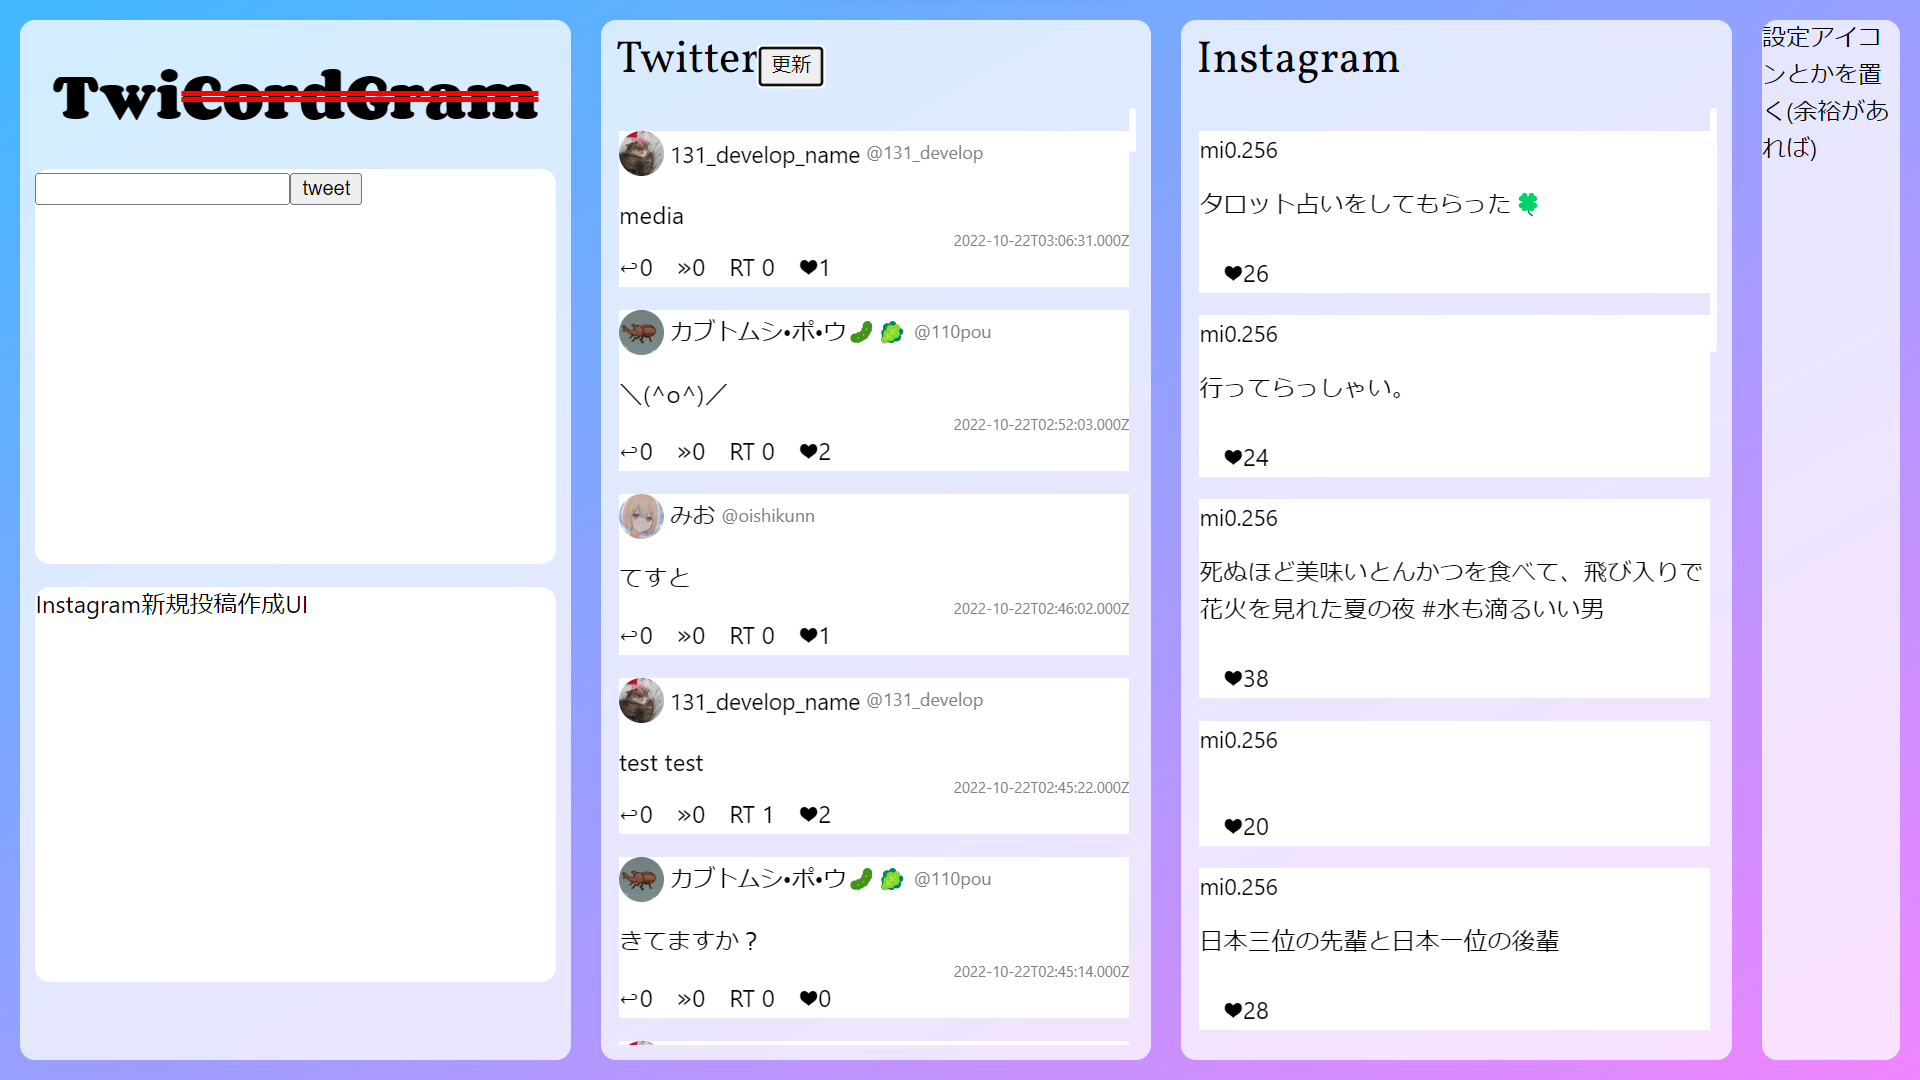 TwiCordGram
tweet
Instagram新規投稿作成UI
Twitter 更新
131_develop_name @131_develop
media
2022-10-22T03:06:31.000Z
↩0 »0 RT 0 ♥1
カブトムシ•ポ•ウ🥒🥬 @110pou
＼(^o^)／
2022-10-22T02:52:03.000Z
↩0 »0 RT 0 ♥2
みお @oishikunn
てすと
2022-10-22T02:46:02.000Z
↩0 »0 RT 0 ♥1
131_develop_name @131_develop
test test
2022-10-22T02:45:22.000Z
↩0 »0 RT 1 ♥2
カブトムシ•ポ•ウ🥒🥬 @110pou
きてますか？
2022-10-22T02:45:14.000Z
↩0 »0 RT 0 ♥0
Instagram
mi0.256
タロット占いをしてもらった🍀
♥26
mi0.256
行ってらっしゃい。
♥24
mi0.256
死ぬほど美味いとんかつを食べて、飛び入りで
花火を見れた夏の夜 #水も滴るいい男
♥38
mi0.256
♥20
mi0.256
日本三位の先輩と日本一位の後輩
♥28
設定アイコ
ンとかを置
く(余裕があ
れば)